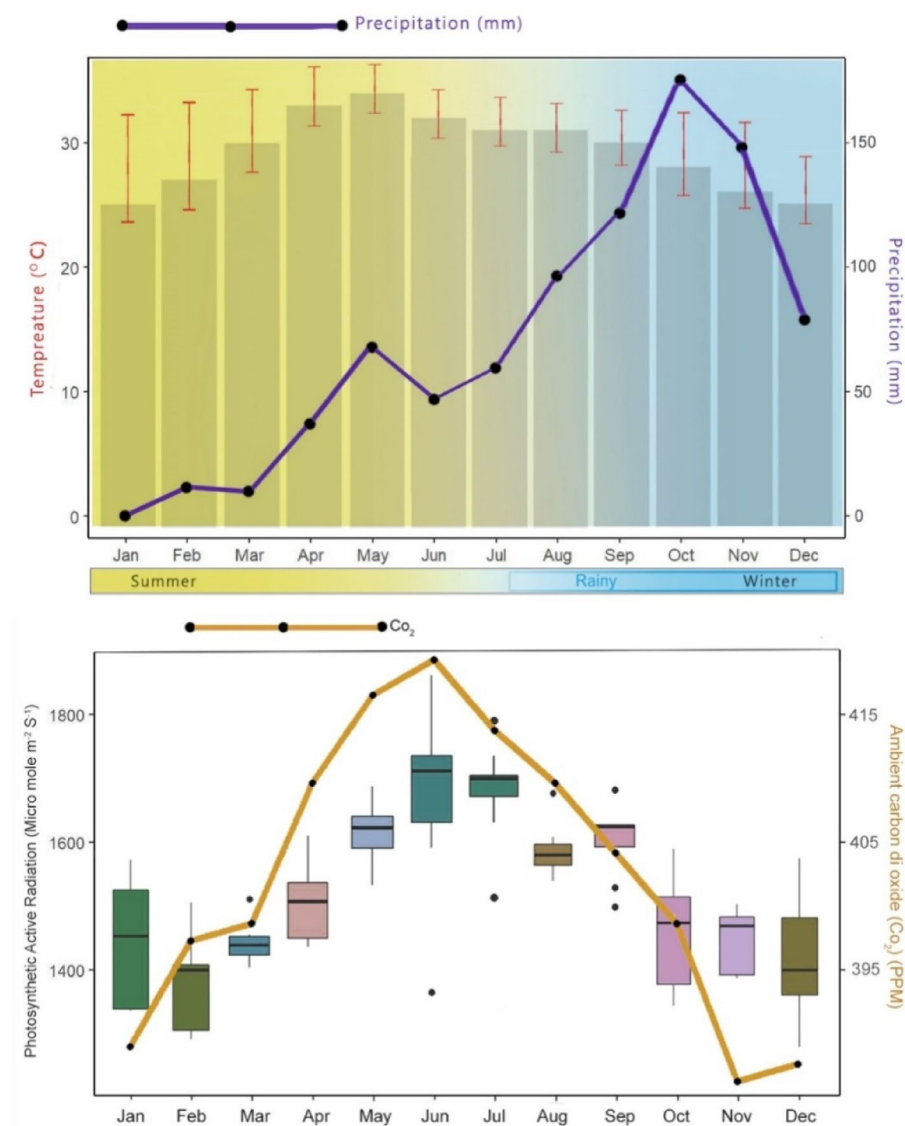 Precipitation (mm)
Tempreature (° C)
30
20
10
0
150
100
50
0
Precipitation (mm)
Jan Feb Mar Apr May Jun Jul Aug Sep Oct Nov Dec
Summer Rainy Winter
Co₂
Photosynthetic Active Radiation (Micro mole m⁻² S⁻¹)
1800
1600
1400
415
405
395
Ambient carbon di oxide (Co₂) (PPM)
Jan Feb Mar Apr May Jun Jul Aug Sep Oct Nov Dec